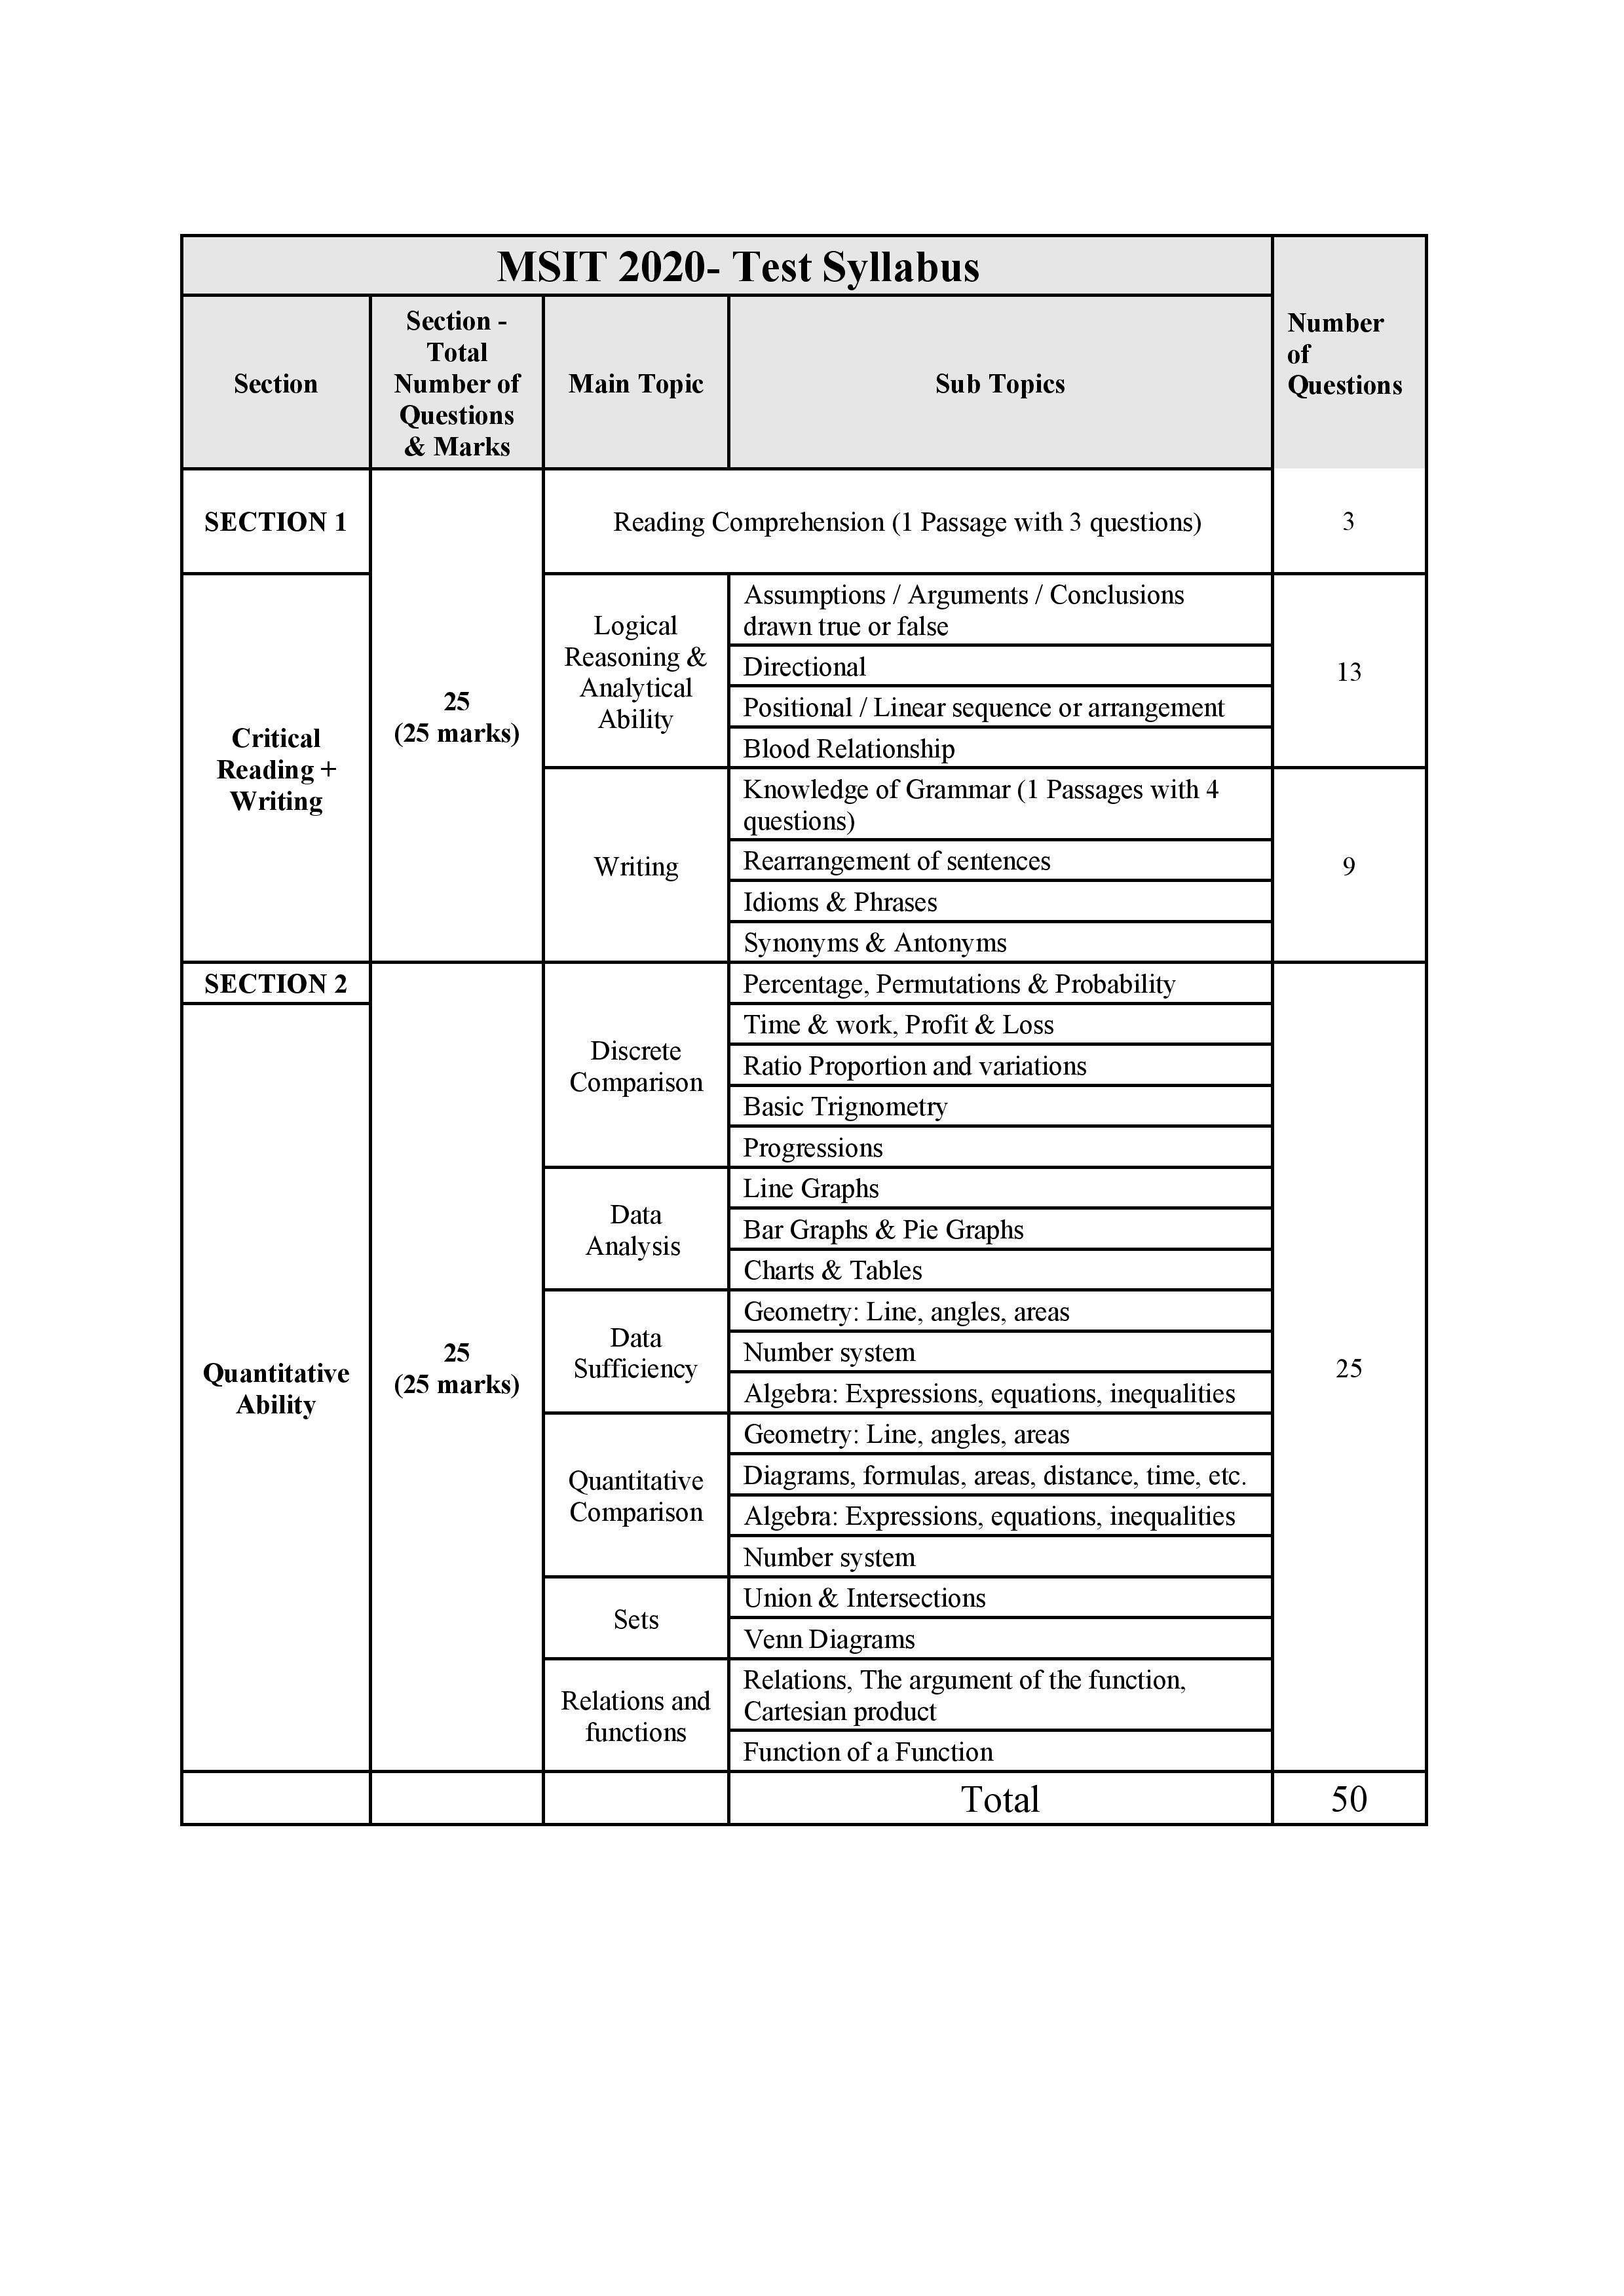 MSIT 2020- Test Syllabus
Number
of
Questions
Section
Section -
Total
Number of
Questions
& Marks
Main Topic
Sub Topics
SECTION 1
Reading Comprehension (1 Passage with 3 questions)
3
Critical
Reading +
Writing
25
(25 marks)
Logical
Reasoning &
Analytical
Ability
Assumptions / Arguments / Conclusions
drawn true or false
Directional
Positional / Linear sequence or arrangement
Blood Relationship
13
Writing
Knowledge of Grammar (1 Passages with 4
questions)
Rearrangement of sentences
Idioms & Phrases
Synonyms & Antonyms
9
SECTION 2
Quantitative
Ability
25
(25 marks)
Discrete
Comparison
Percentage, Permutations & Probability
Time & work, Profit & Loss
Ratio Proportion and variations
Basic Trignometry
Progressions
Data
Analysis
Line Graphs
Bar Graphs & Pie Graphs
Charts & Tables
Data
Sufficiency
Geometry: Line, angles, areas
Number system
Algebra: Expressions, equations, inequalities
Quantitative
Comparison
Geometry: Line, angles, areas
Diagrams, formulas, areas, distance, time, etc.
Algebra: Expressions, equations, inequalities
Number system
Sets
Union & Intersections
Venn Diagrams
Relations and
functions
Relations, The argument of the function,
Cartesian product
Function of a Function
25
Total
50